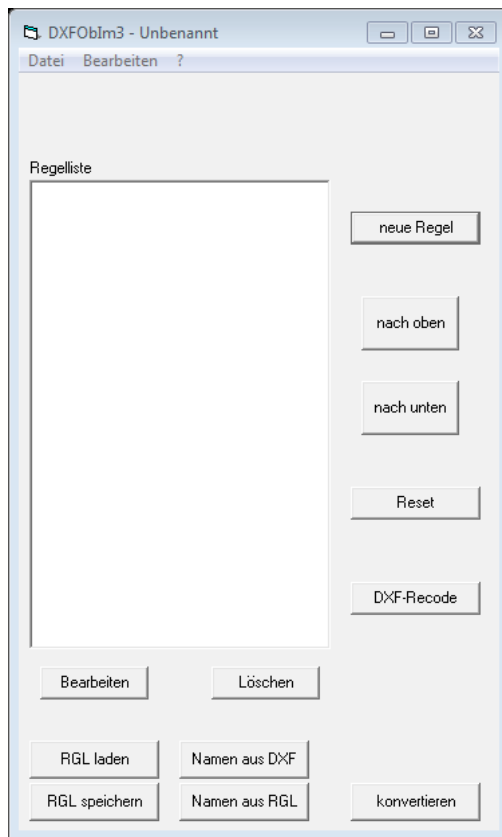 DXFObIm3 - Unbenannt
Datei Bearbeiten ?
Regelliste
neue Regel
nach oben
nach unten
Reset
DXF-Recode
Bearbeiten Löschen
RGL laden Namen aus DXF
RGL speichern Namen aus RGL konvertieren